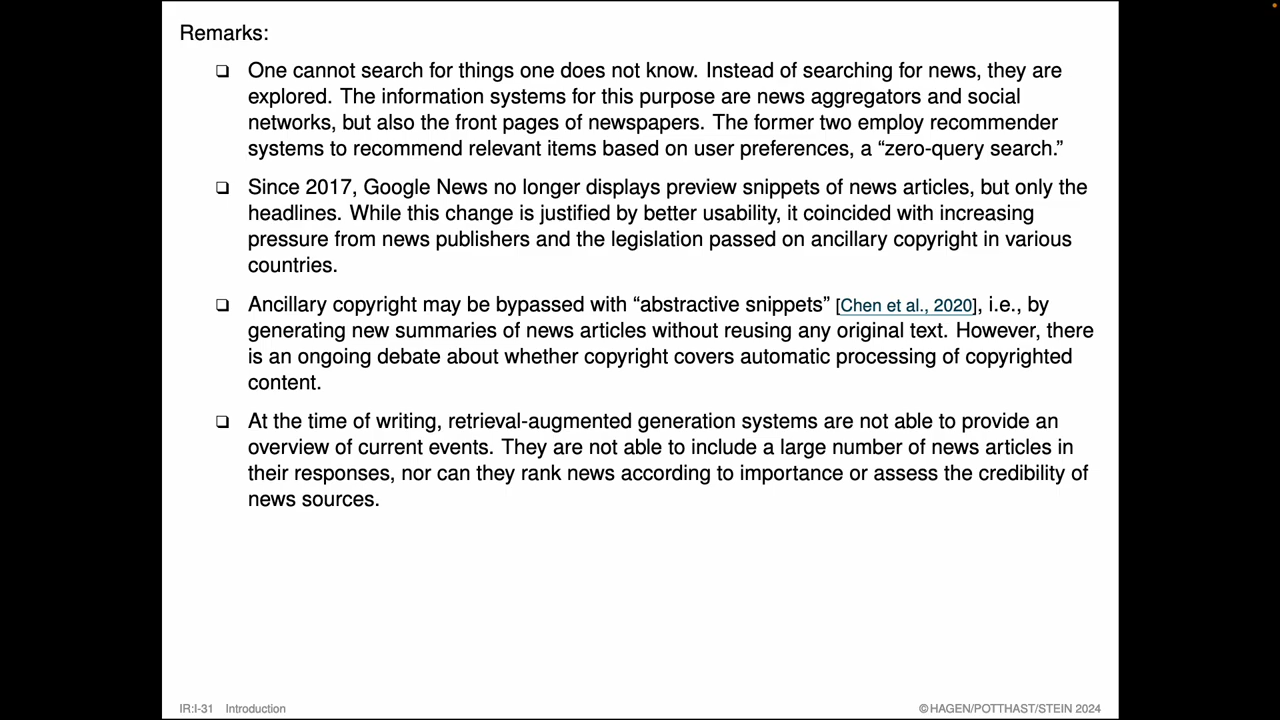 Remarks:
❑ One cannot search for things one does not know. Instead of searching for news, they are
explored. The information systems for this purpose are news aggregators and social
networks, but also the front pages of newspapers. The former two employ recommender
systems to recommend relevant items based on user preferences, a “zero-query search.”
❑ Since 2017, Google News no longer displays preview snippets of news articles, but only the
headlines. While this change is justified by better usability, it coincided with increasing
pressure from news publishers and the legislation passed on ancillary copyright in various
countries.
❑ Ancillary copyright may be bypassed with “abstractive snippets” [Chen et al., 2020], i.e., by
generating new summaries of news articles without reusing any original text. However, there
is an ongoing debate about whether copyright covers automatic processing of copyrighted
content.
❑ At the time of writing, retrieval-augmented generation systems are not able to provide an
overview of current events. They are not able to include a large number of news articles in
their responses, nor can they rank news according to importance or assess the credibility of
news sources.
IR:I-31 Introduction ©HAGEN/POTTHAST/STEIN 2024